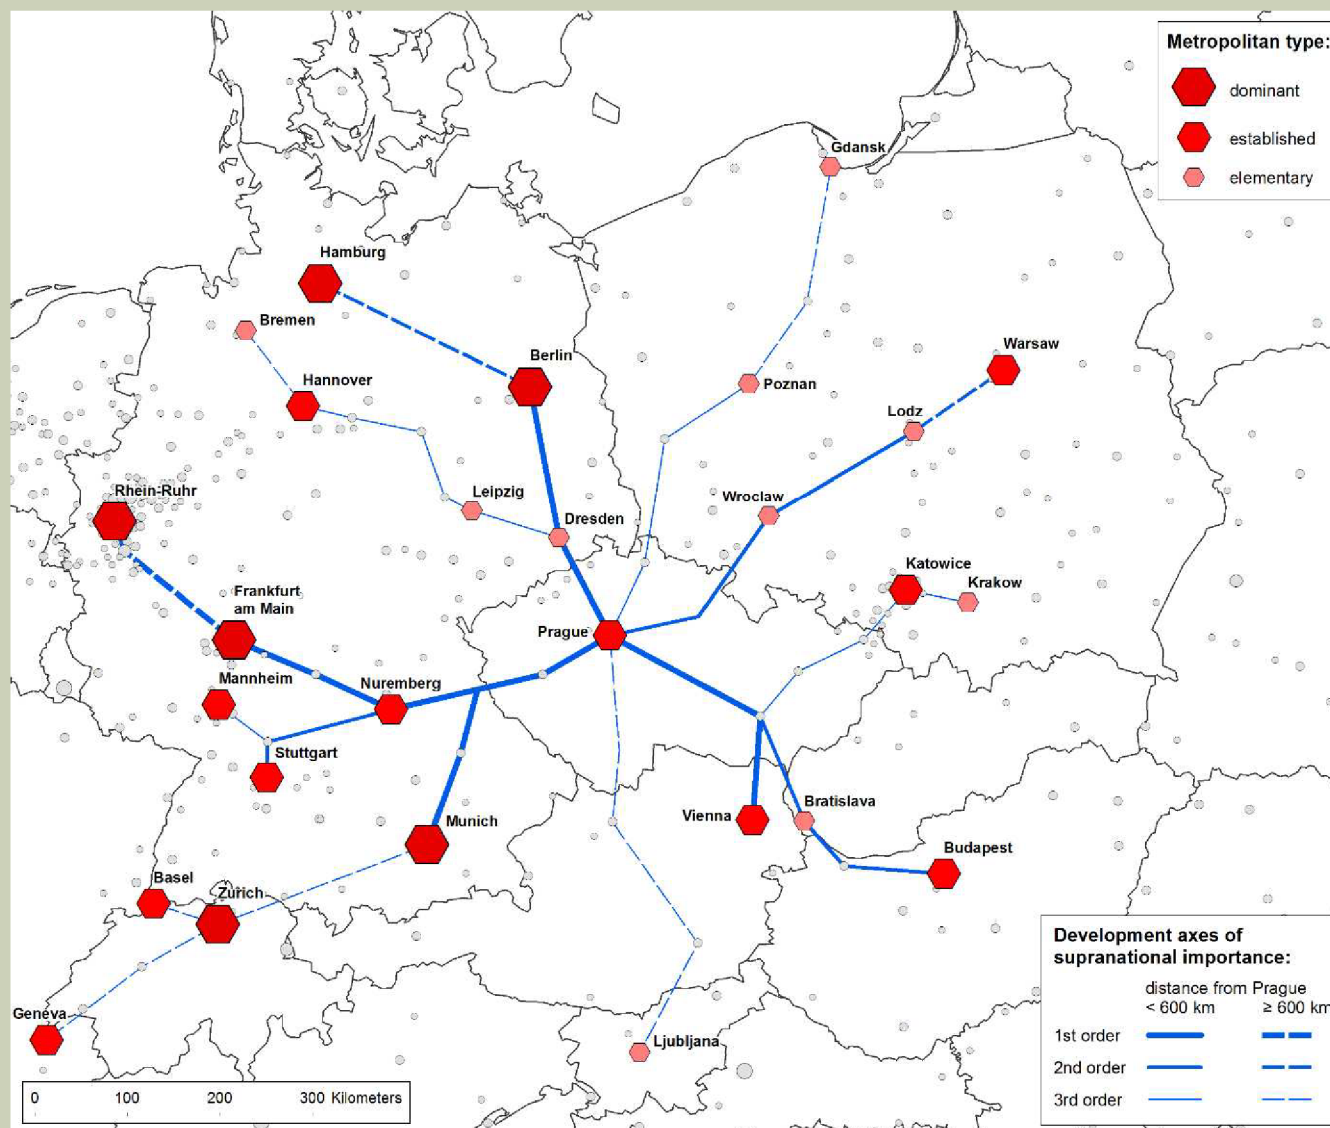 Metropolitan type:
dominant
established
elementary
Gdansk
Hamburg
Bremen
Berlin
Warsaw
Hannover
Poznan
Lodz
Rhein-Ruhr
Leipzig
Wroclaw
Dresden
Katowice
Krakow
Frankfurt
am Main
Prague
Mannheim
Nuremberg
Stuttgart
Munich
Vienna
Bratislava
Budapest
Basel
Zurich
Geneva
Ljubljana
Development axes of
supranational importance:
distance from Prague
< 600 km ≥ 600 km
1st order
2nd order
3rd order
0 100 200 300 Kilometers